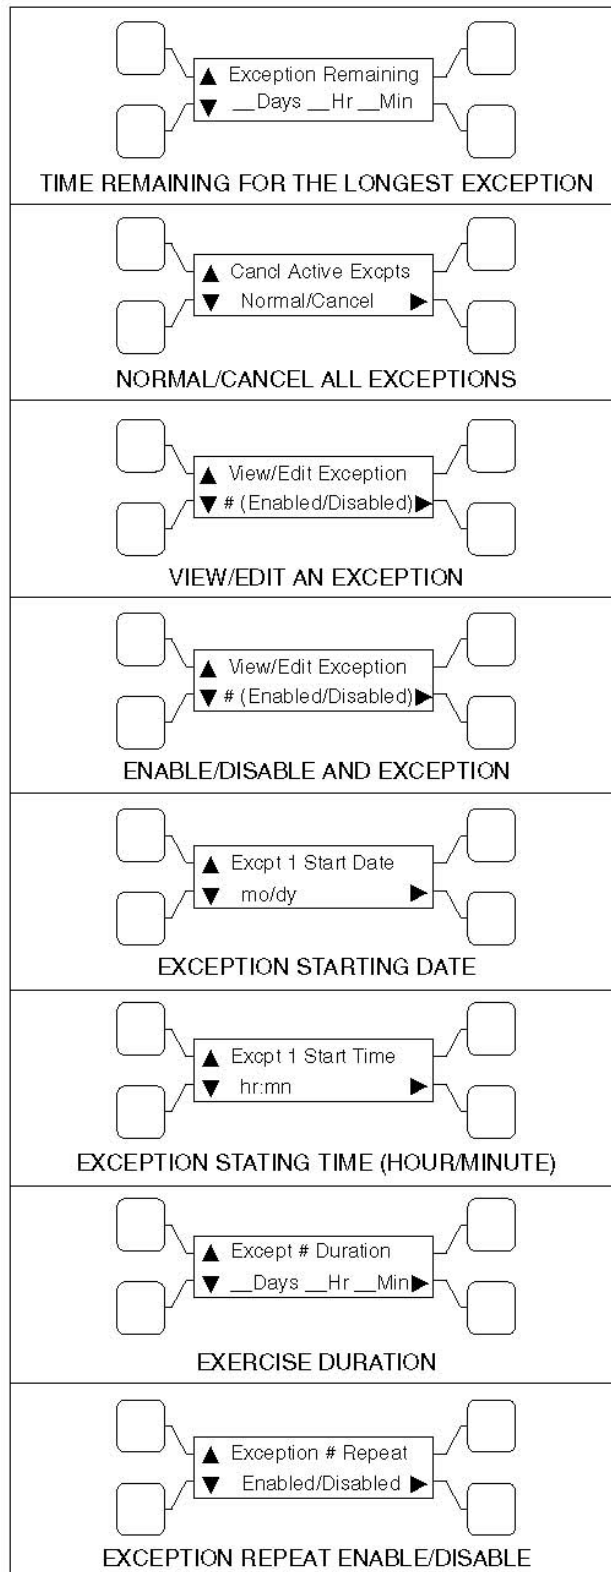 ▲ Exception Remaining
▼ __Days __Hr __Min
TIME REMAINING FOR THE LONGEST EXCEPTION
▲ Cancl Active Excpts
▼ Normal/Cancel ▶
NORMAL/CANCEL ALL EXCEPTIONS
▲ View/Edit Exception
▼ # (Enabled/Disabled) ▶
VIEW/EDIT AN EXCEPTION
▲ View/Edit Exception
▼ # (Enabled/Disabled) ▶
ENABLE/DISABLE AND EXCEPTION
▲ Excpt 1 Start Date
▼ mo/dy ▶
EXCEPTION STARTING DATE
▲ Excpt 1 Start Time
▼ hr:mn ▶
EXCEPTION STATING TIME (HOUR/MINUTE)
▲ Except # Duration
▼ __Days __Hr __Min ▶
EXERCISE DURATION
▲ Exception # Repeat
▼ Enabled/Disabled ▶
EXCEPTION REPEAT ENABLE/DISABLE